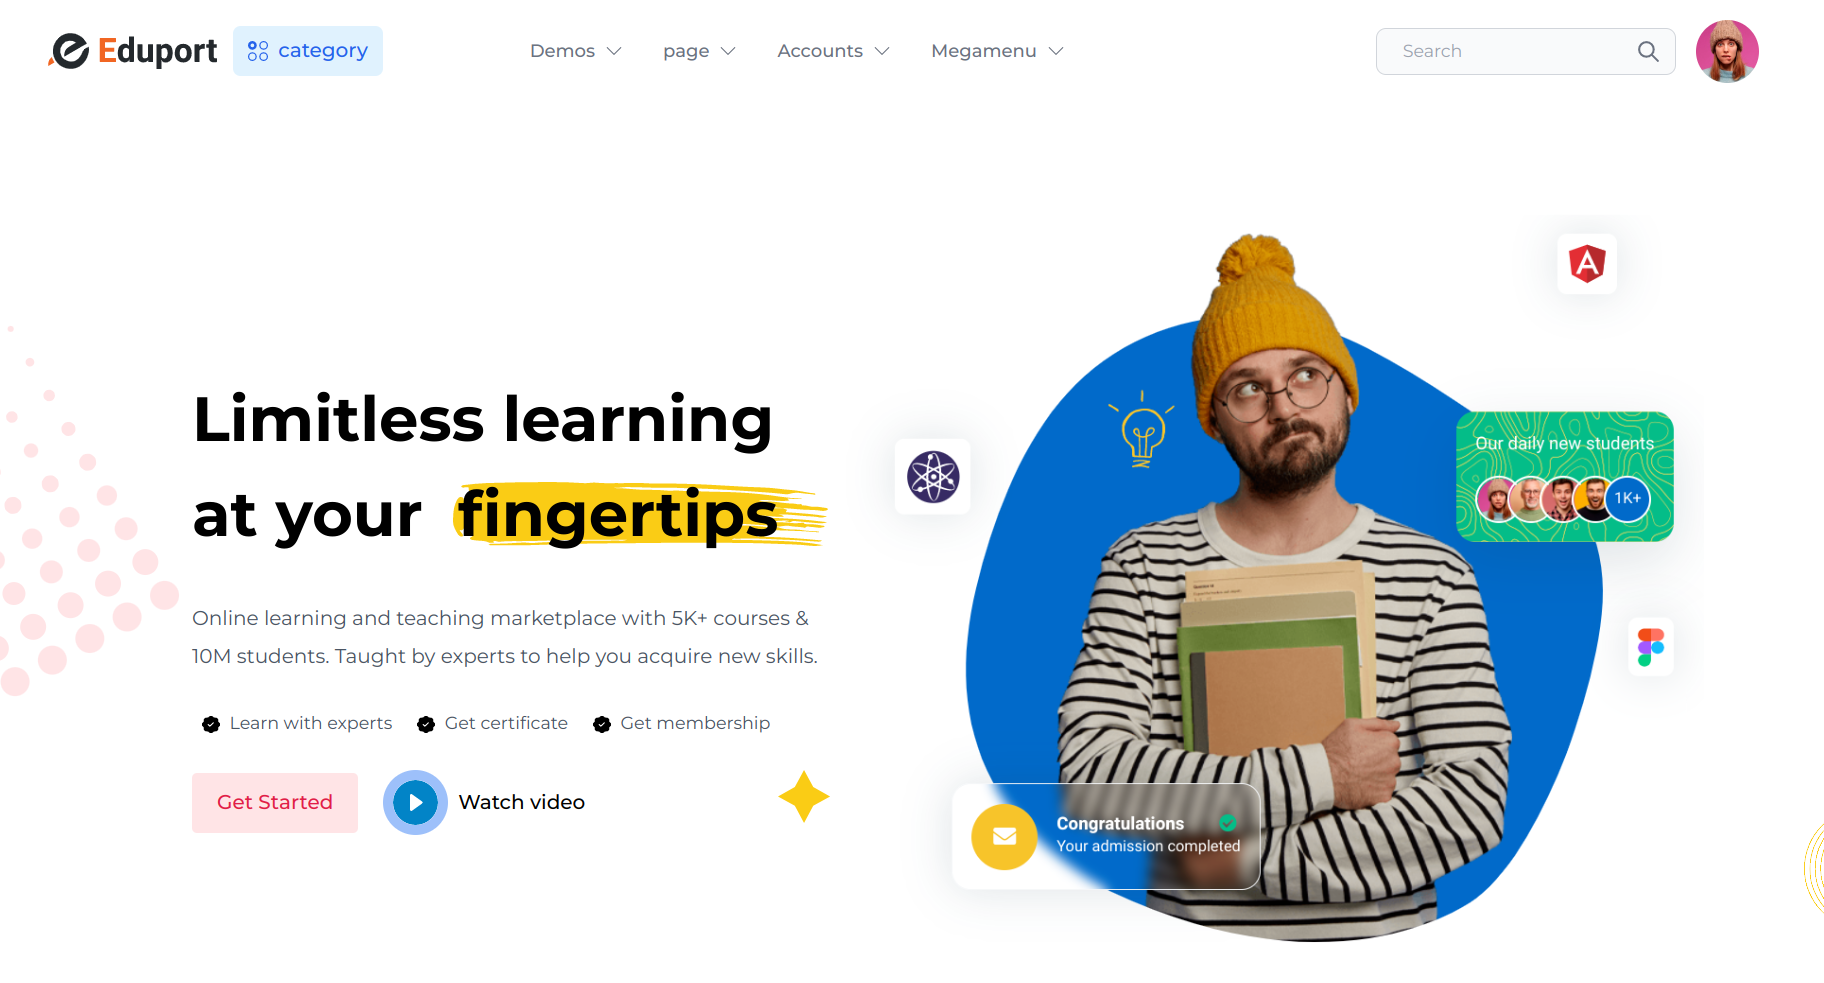 Eduport
category
Demos
page
Accounts
Megamenu
Search
Limitless learning
at your fingertips
Online learning and teaching marketplace with 5K+ courses &
10M students. Taught by experts to help you acquire new skills.
Learn with experts
Get certificate
Get membership
Get Started
Watch video
Our daily new students
1K+
Congratulations
Your admission completed